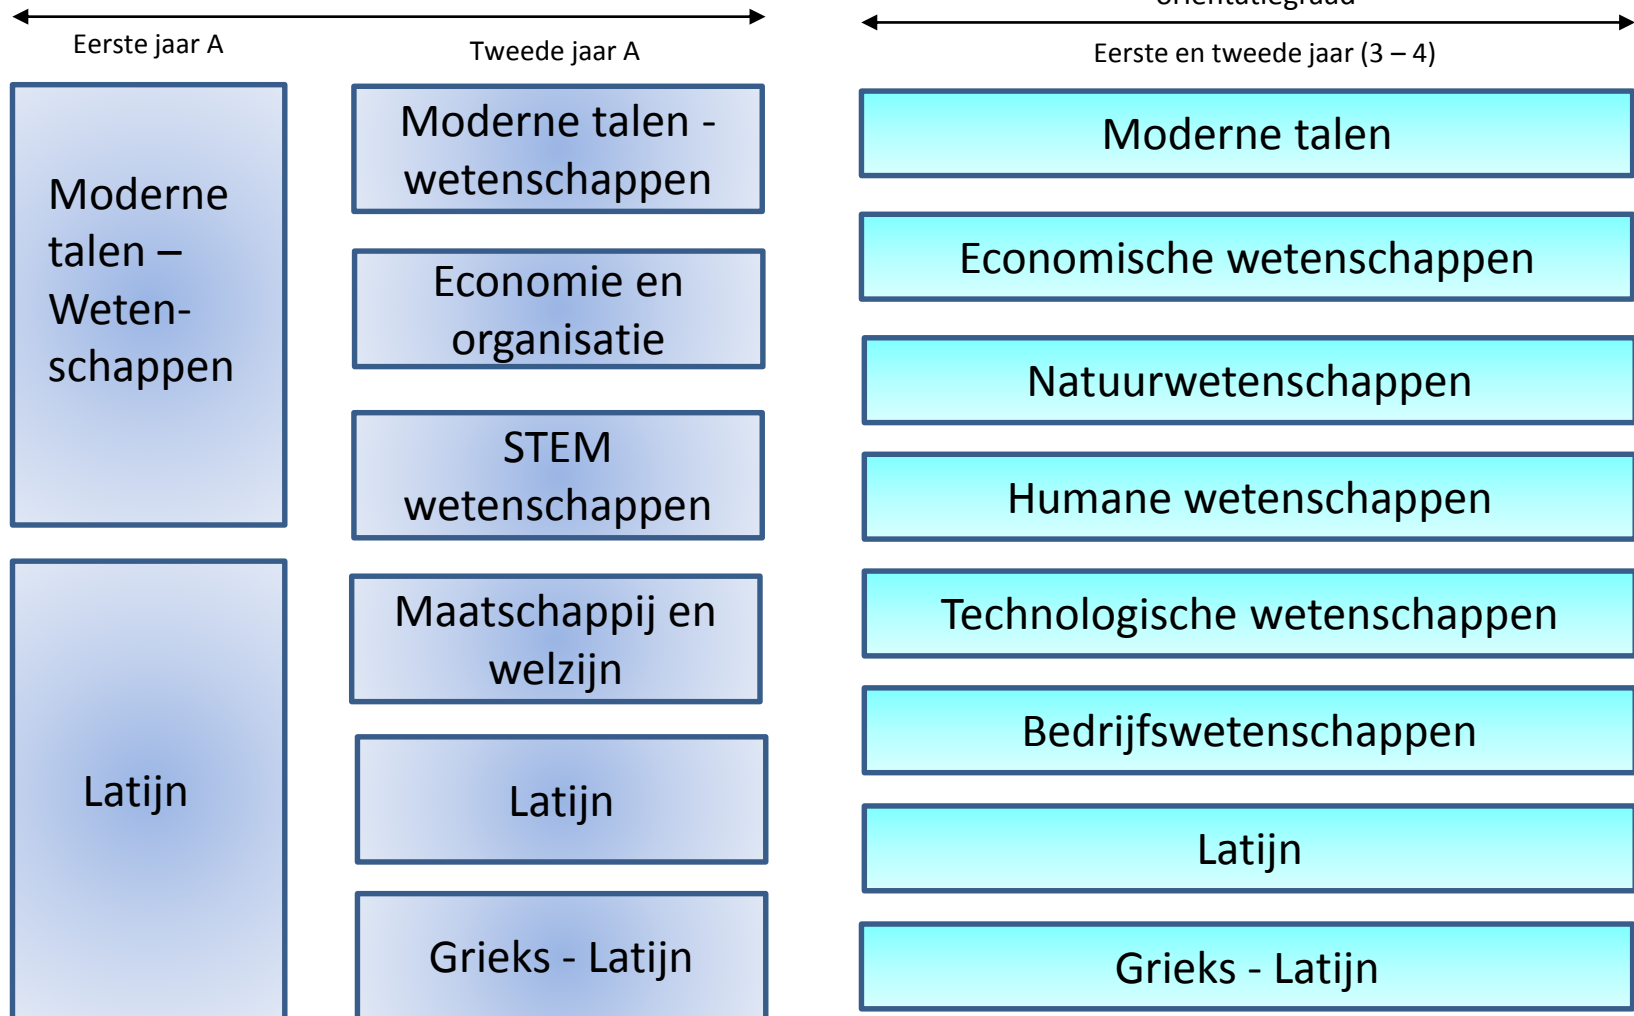 oriëntatiegraad
Eerste jaar A
Tweede jaar A
Eerste en tweede jaar (3 – 4)
Moderne
talen –
Weten-
schappen
Latijn
Moderne talen -
wetenschappen
Economie en
organisatie
STEM
wetenschappen
Maatschappij en
welzijn
Latijn
Grieks - Latijn
Moderne talen
Economische wetenschappen
Natuurwetenschappen
Humane wetenschappen
Technologische wetenschappen
Bedrijfswetenschappen
Latijn
Grieks - Latijn